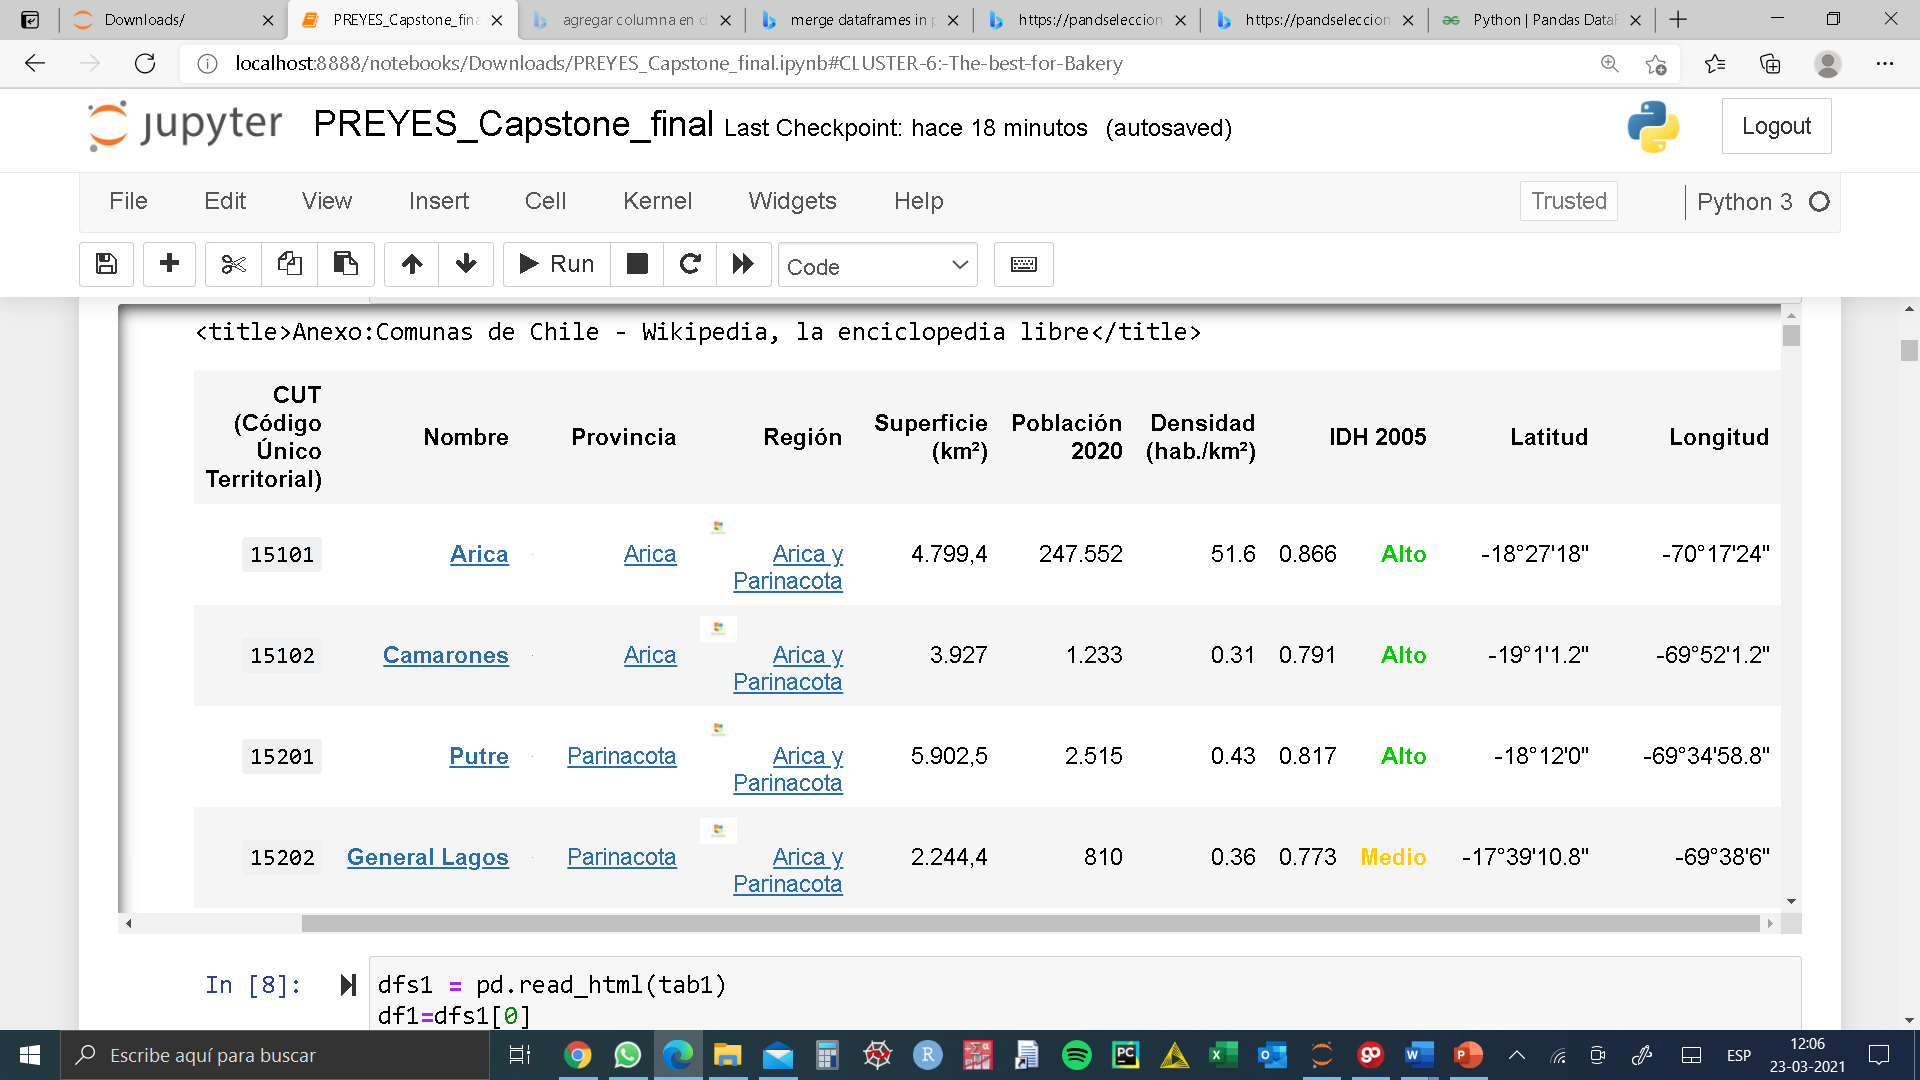 Downloads/
PREYES_Capstone_fina
agregar columna en d
merge dataframes in p
https://pandseleccion
https://pandseleccion
Python | Pandas DataF
localhost:8888/notebooks/Downloads/PREYES_Capstone_final.ipynb#CLUSTER-6:-The-best-for-Bakery
jupyter PREYES_Capstone_final Last Checkpoint: hace 18 minutos (autosaved)
Logout
File Edit View Insert Cell Kernel Widgets Help
Trusted
Python 3
Run
Code
<title>Anexo:Comunas de Chile - Wikipedia, la enciclopedia libre</title>
CUT (Código Único Territorial) Nombre Provincia Región Superficie (km²) Población 2020 Densidad (hab./km²) IDH 2005 Latitud Longitud
15101 Arica Arica Arica y Parinacota 4.799,4 247.552 51.6 0.866 Alto -18°27'18" -70°17'24"
15102 Camarones Arica Arica y Parinacota 3.927 1.233 0.31 0.791 Alto -19°1'1.2" -69°52'1.2"
15201 Putre Parinacota Arica y Parinacota 5.902,5 2.515 0.43 0.817 Alto -18°12'0" -69°34'58.8"
15202 General Lagos Parinacota Arica y Parinacota 2.244,4 810 0.36 0.773 Medio -17°39'10.8" -69°38'6"
In [8]:
dfs1 = pd.read_html(tab1)
df1=dfs1[0]
Escribe aquí para buscar
R
PC
go
ESP
12:06
23-03-2021